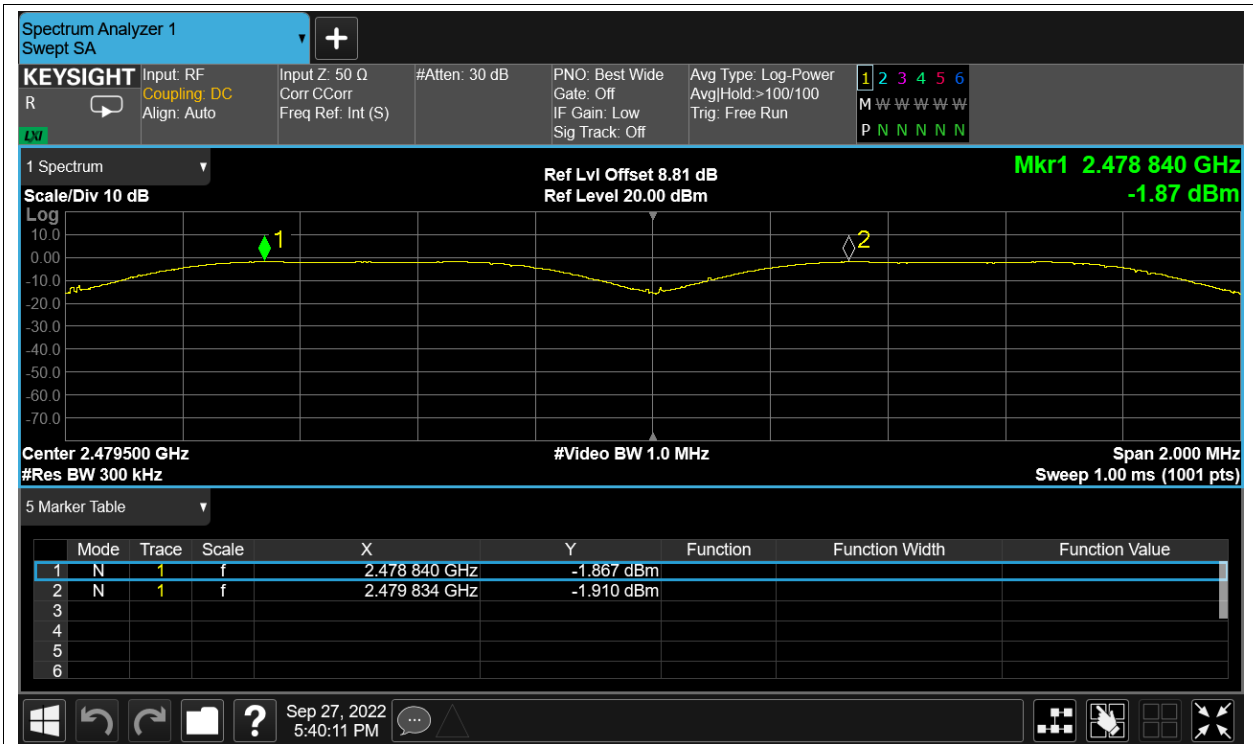 Spectrum Analyzer 1
Swept SA
KEYSIGHT Input: RF Input Z: 50 Ω #Atten: 30 dB PNO: Best Wide Avg Type: Log-Power 1 2 3 4 5 6
R Coupling: DC Corr CCorr Gate: Off Avg|Hold:>100/100 M W W W W W
Align: Auto Freq Ref: Int (S) IF Gain: Low Trig: Free Run
LXI Sig Track: Off P N N N N N
1 Spectrum Ref Lvl Offset 8.81 dB Mkr1 2.478 840 GHz
Scale/Div 10 dB Ref Level 20.00 dBm -1.87 dBm
Log
10.0 1 2
0.00
-10.0
-20.0
-30.0
-40.0
-50.0
-60.0
-70.0
Center 2.479500 GHz #Video BW 1.0 MHz Span 2.000 MHz
#Res BW 300 kHz Sweep 1.00 ms (1001 pts)
5 Marker Table
Mode Trace Scale X Y Function Function Width Function Value
1 N 1 f 2.478 840 GHz -1.867 dBm
2 N 1 f 2.479 834 GHz -1.910 dBm
3
4
5
6
? Sep 27, 2022
5:40:11 PM